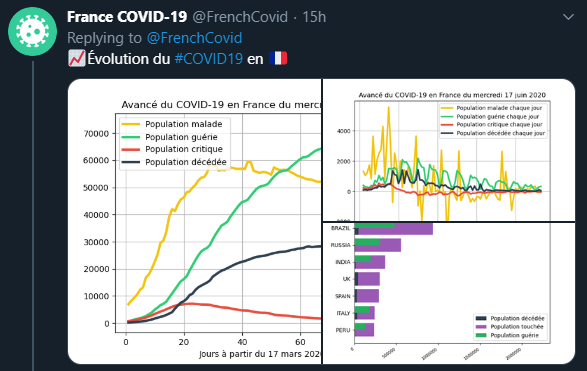 France COVID-19 @FrenchCovid · 15h
Replying to @FrenchCovid
📈Évolution du #COVID19 en 🇫🇷
Avancé du COVID-19 en France du mercr
Population malade
Population guérie
Population critique
Population décédée
70000
60000
50000
40000
30000
20000
10000
0
0
20
40
60
Jours à partir du 17 mars 202
Avancé du COVID-19 en France du mercredi 17 juin 2020
Population malade chaque jour
Population guérie chaque jour
Population critique chaque jour
Population décédée chaque jour
4000
2000
0
BRAZIL
RUSSIA
INDIA
UK
SPAIN
ITALY
PERU
Population décédée
Population touchée
Population guérie
0
500000
1000000
1500000
2000000